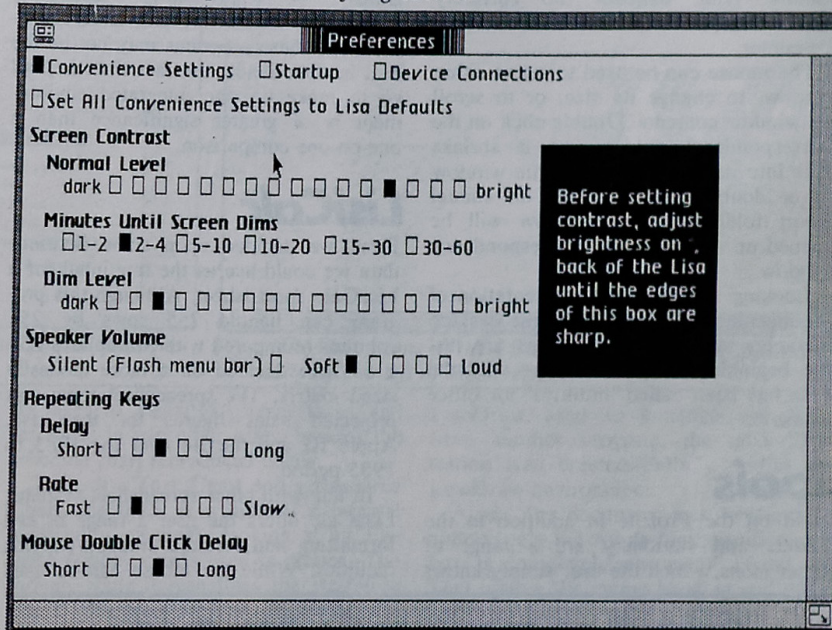 Preferences
Convenience Settings Startup Device Connections
Set All Convenience Settings to Lisa Defaults
Screen Contrast
Normal Level
dark bright
Minutes Until Screen Dims
1-2 2-4 5-10 10-20 15-30 30-60
Dim Level
dark bright
Speaker Volume
Silent (Flash menu bar) Soft Loud
Repeating Keys
Delay
Short Long
Rate
Fast Slow
Mouse Double Click Delay
Short Long
Before setting
contrast, adjust
brightness on
back of the Lisa
until the edges
of this box are
sharp.